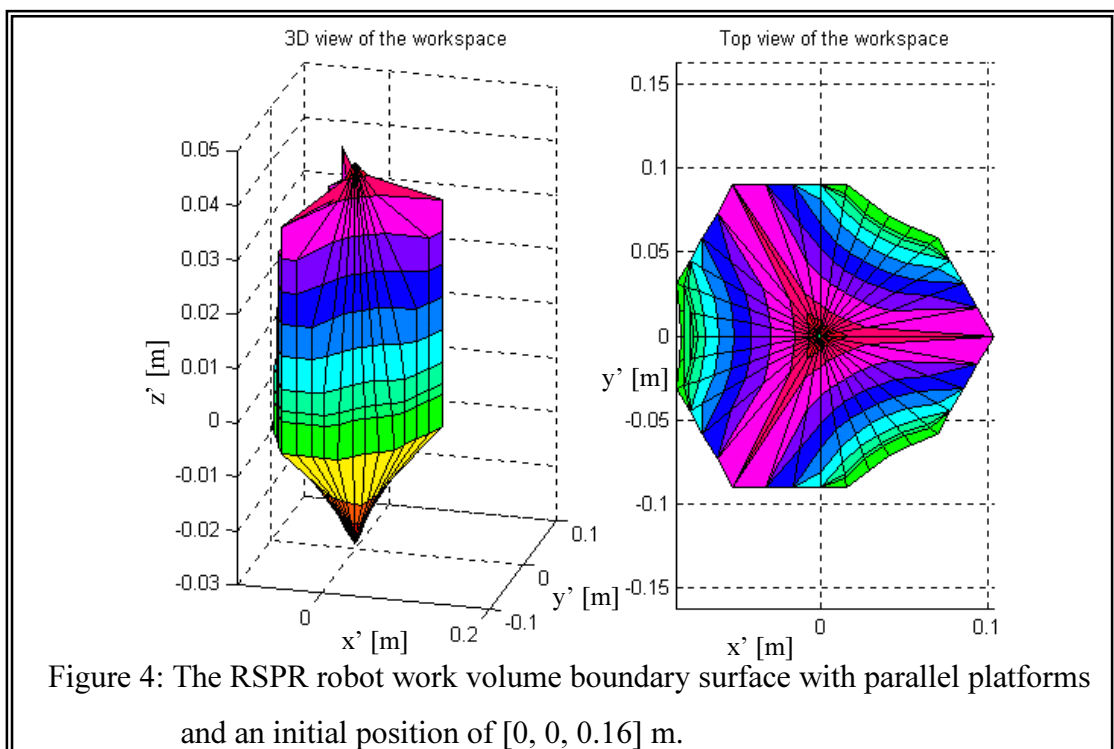 3D view of the workspace
0.05
0.04
0.03
0.02
0.01
0
-0.01
-0.02
-0.03
z' [m]
0
0.2
x' [m]
-0.1
0
0.1
y' [m]
Top view of the workspace
0.15
0.1
0.05
0
-0.05
-0.1
-0.15
y' [m]
0
0.1
x' [m]
Figure 4: The RSPR robot work volume boundary surface with parallel platforms
and an initial position of [0, 0, 0.16] m.